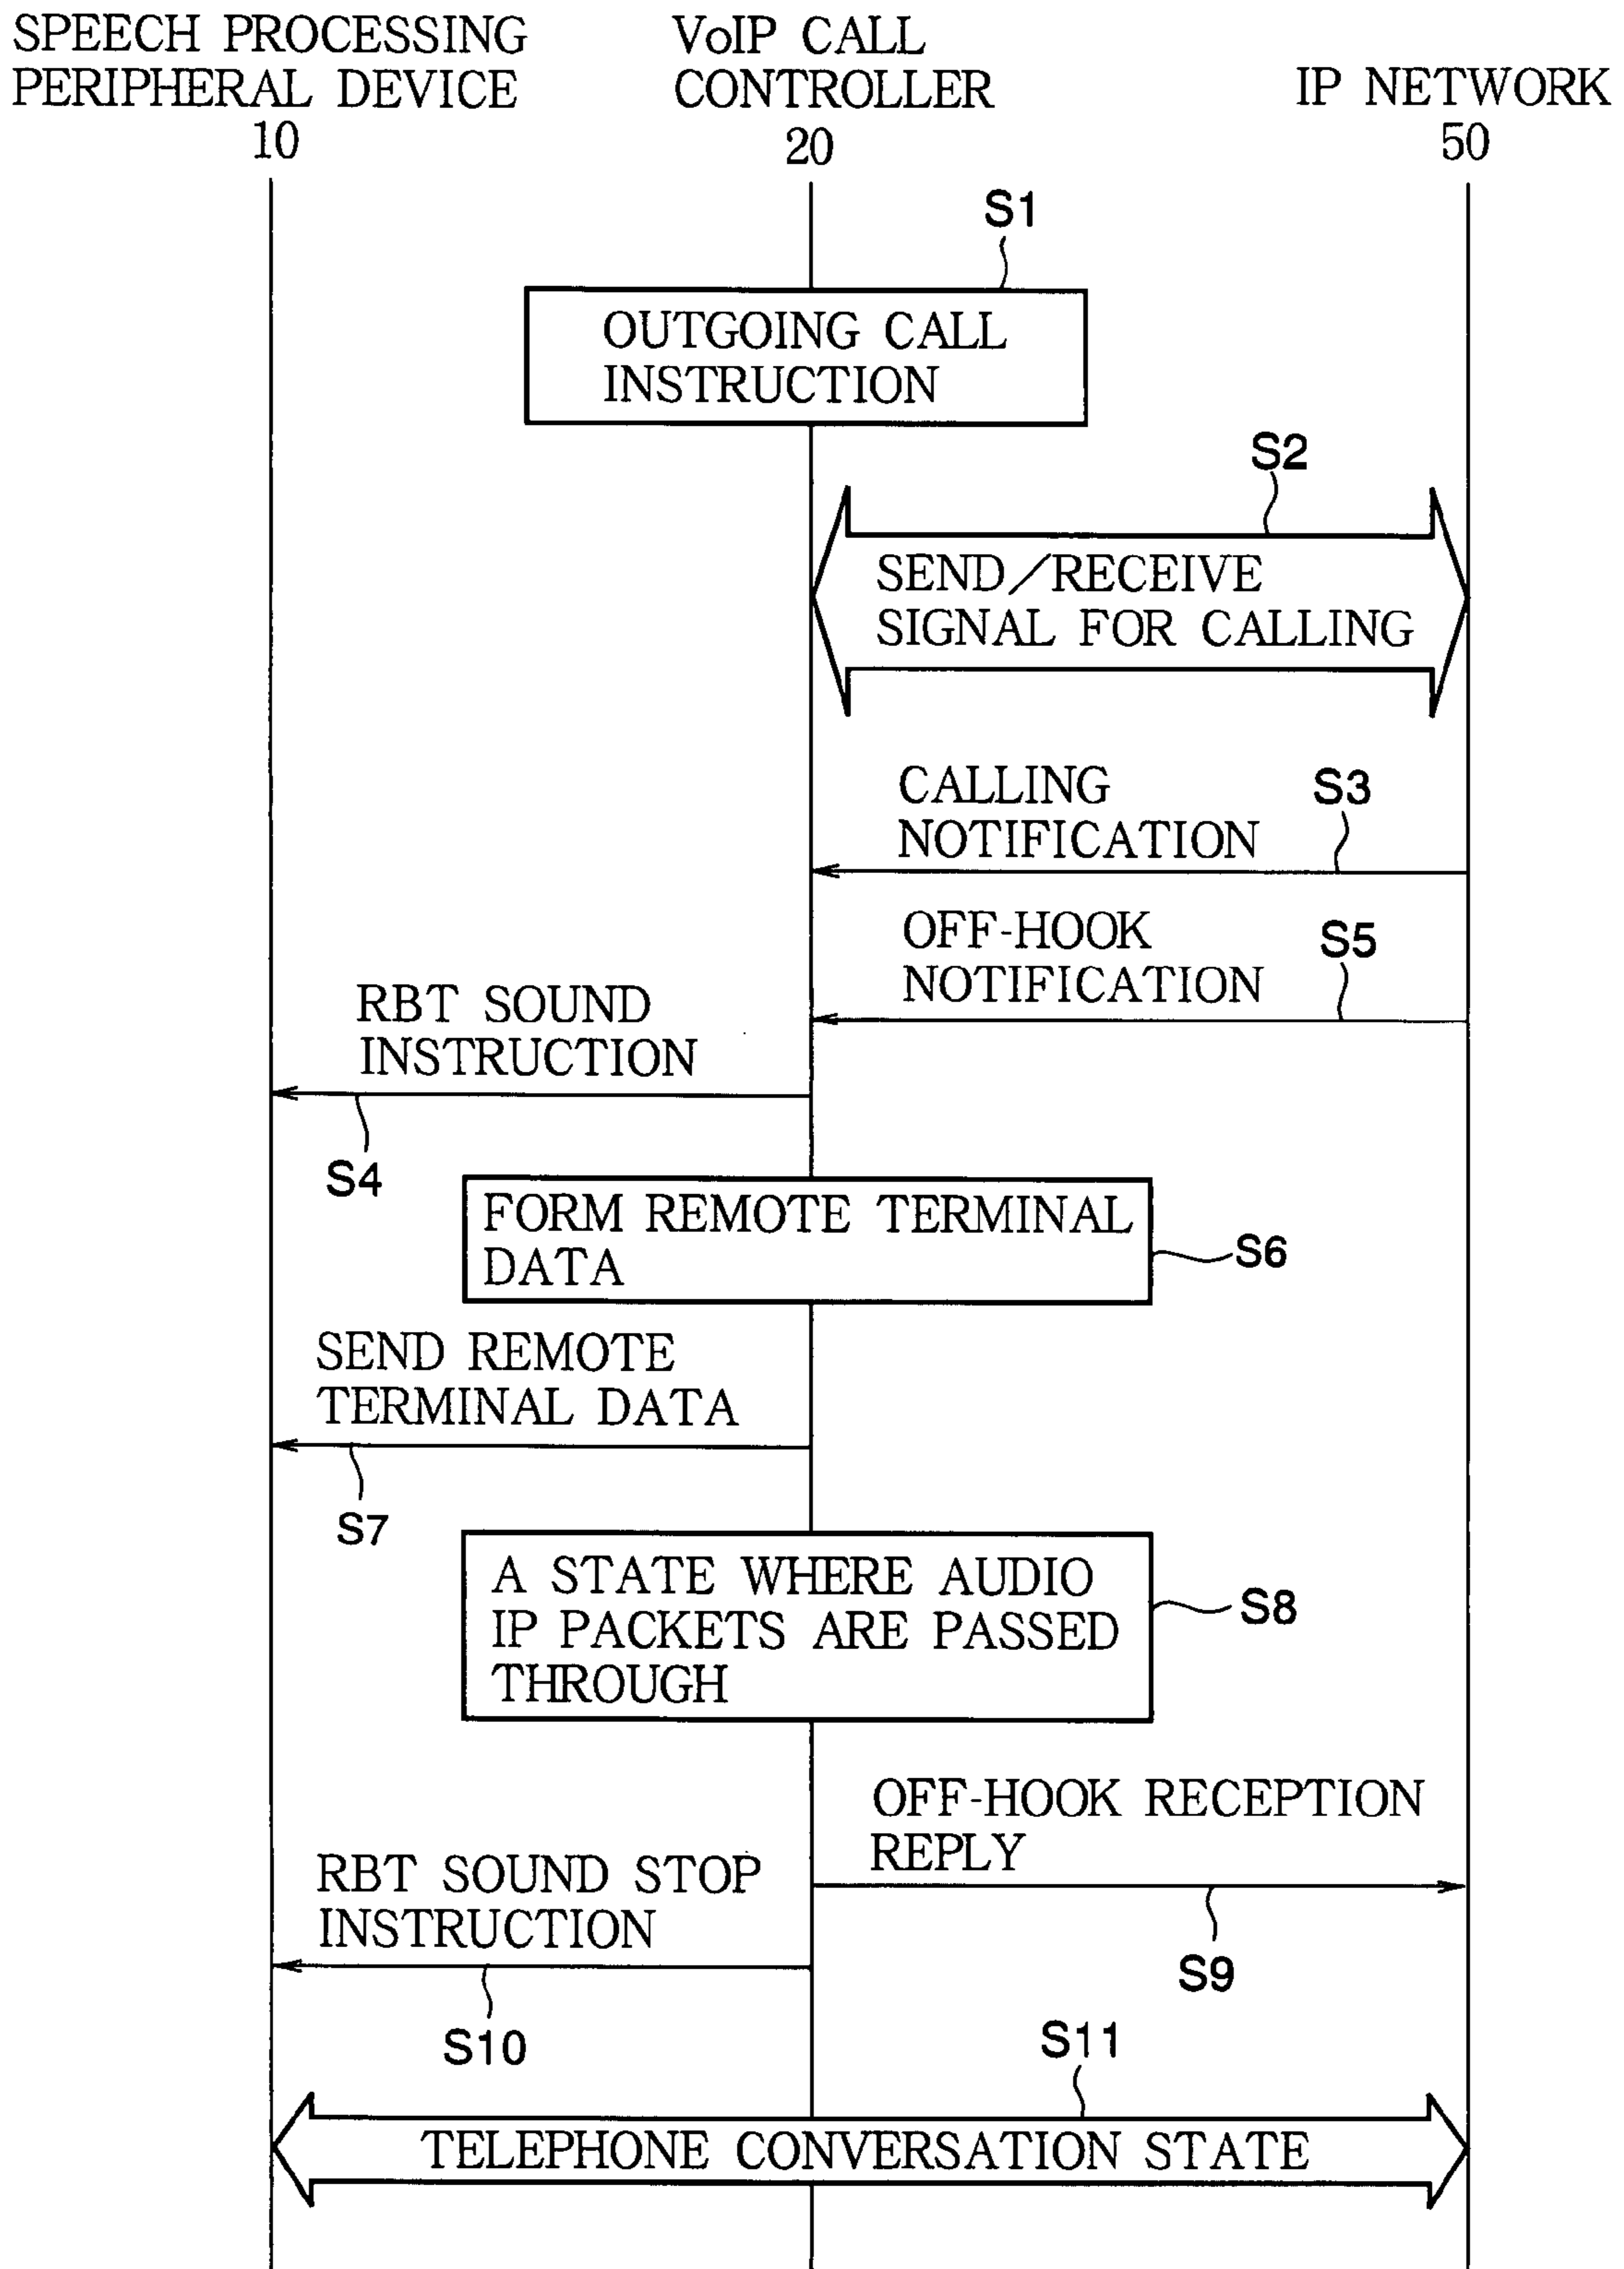 SPEECH PROCESSING
PERIPHERAL DEVICE
10
VoIP CALL
CONTROLLER
20
IP NETWORK
50
S1
OUTGOING CALL
INSTRUCTION
S2
SEND/RECEIVE
SIGNAL FOR CALLING
CALLING
NOTIFICATION
S3
OFF-HOOK
NOTIFICATION
S5
RBT SOUND
INSTRUCTION
S4
FORM REMOTE TERMINAL
DATA
S6
SEND REMOTE
TERMINAL DATA
S7
A STATE WHERE AUDIO
IP PACKETS ARE PASSED
THROUGH
S8
OFF-HOOK RECEPTION
REPLY
S9
RBT SOUND STOP
INSTRUCTION
S10
S11
TELEPHONE CONVERSATION STATE